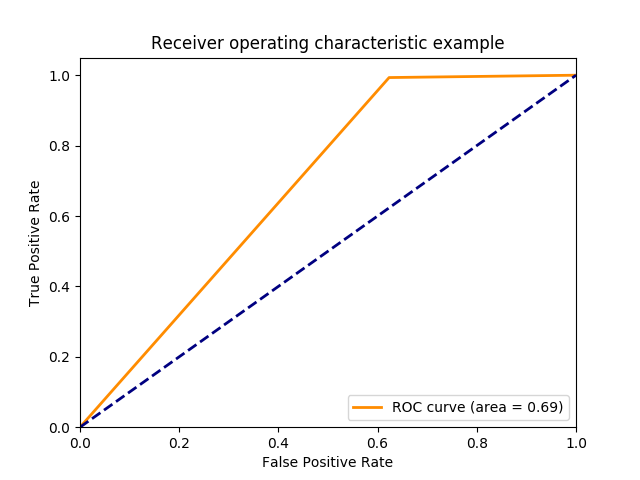 Receiver operating characteristic example
True Positive Rate
1.0
0.8
0.6
0.4
0.2
0.0
0.0 0.2 0.4 0.6 0.8 1.0
False Positive Rate
ROC curve (area = 0.69)